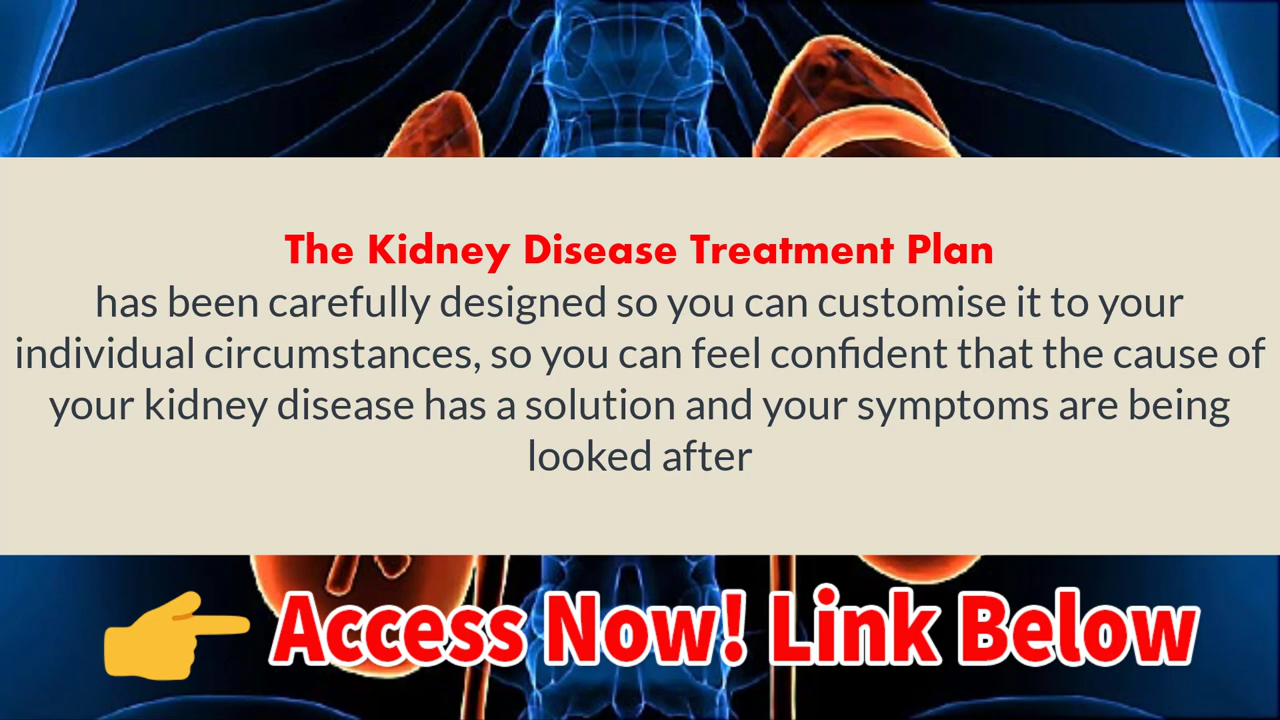 The Kidney Disease Treatment Plan
has been carefully designed so you can customise it to your
individual circumstances, so you can feel confident that the cause of
your kidney disease has a solution and your symptoms are being
looked after
Access Now! Link Below